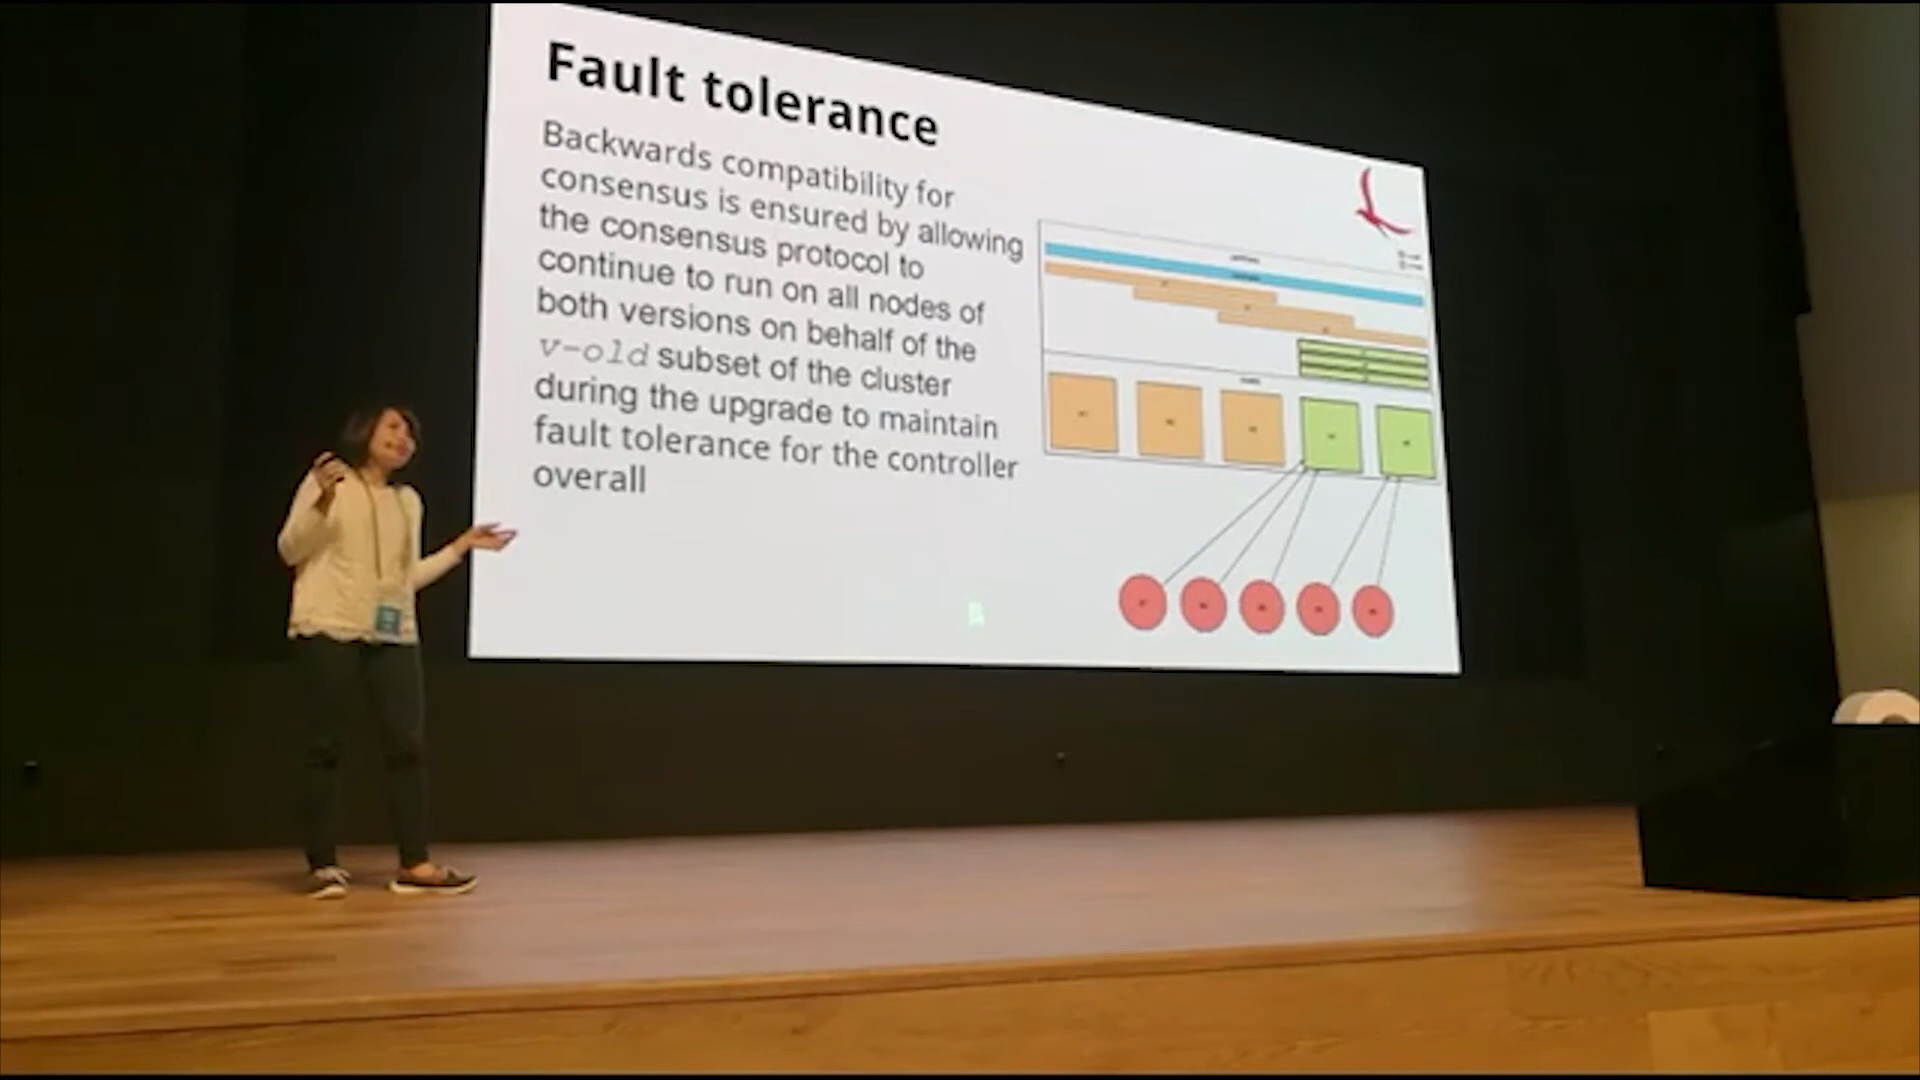 Fault tolerance
Backwards compatibility for
consensus is ensured by allowing
the consensus protocol to
continue to run on all nodes of
both versions on behalf of the
v-old subset of the cluster
during the upgrade to maintain
fault tolerance for the controller
overall